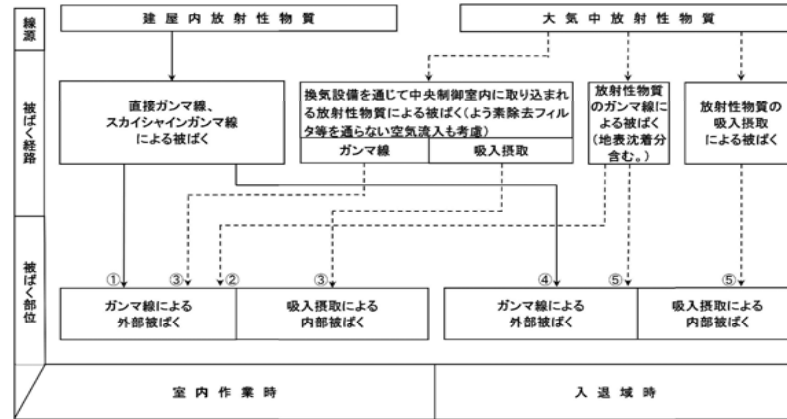 線源
建屋内放射性物質
大気中放射性物質
被ばく経路
直接ガンマ線、
スカイシャインガンマ線
による被ばく
換気設備を通じて中央制御室内に取り込まれ
る放射性物質による被ばく(よう素除去フィル
タ等を通らない空気流入も考慮)
ガンマ線
吸入摂取
放射性物質
のガンマ線に
よる被ばく
(地表沈着分
含む。)
放射性物質の
吸入摂取
による被ばく
被ばく部位
①
③
②
③
④
⑤
⑤
ガンマ線による
外部被ばく
吸入摂取による
内部被ばく
ガンマ線による
外部被ばく
吸入摂取による
内部被ばく
室内作業時
入退域時